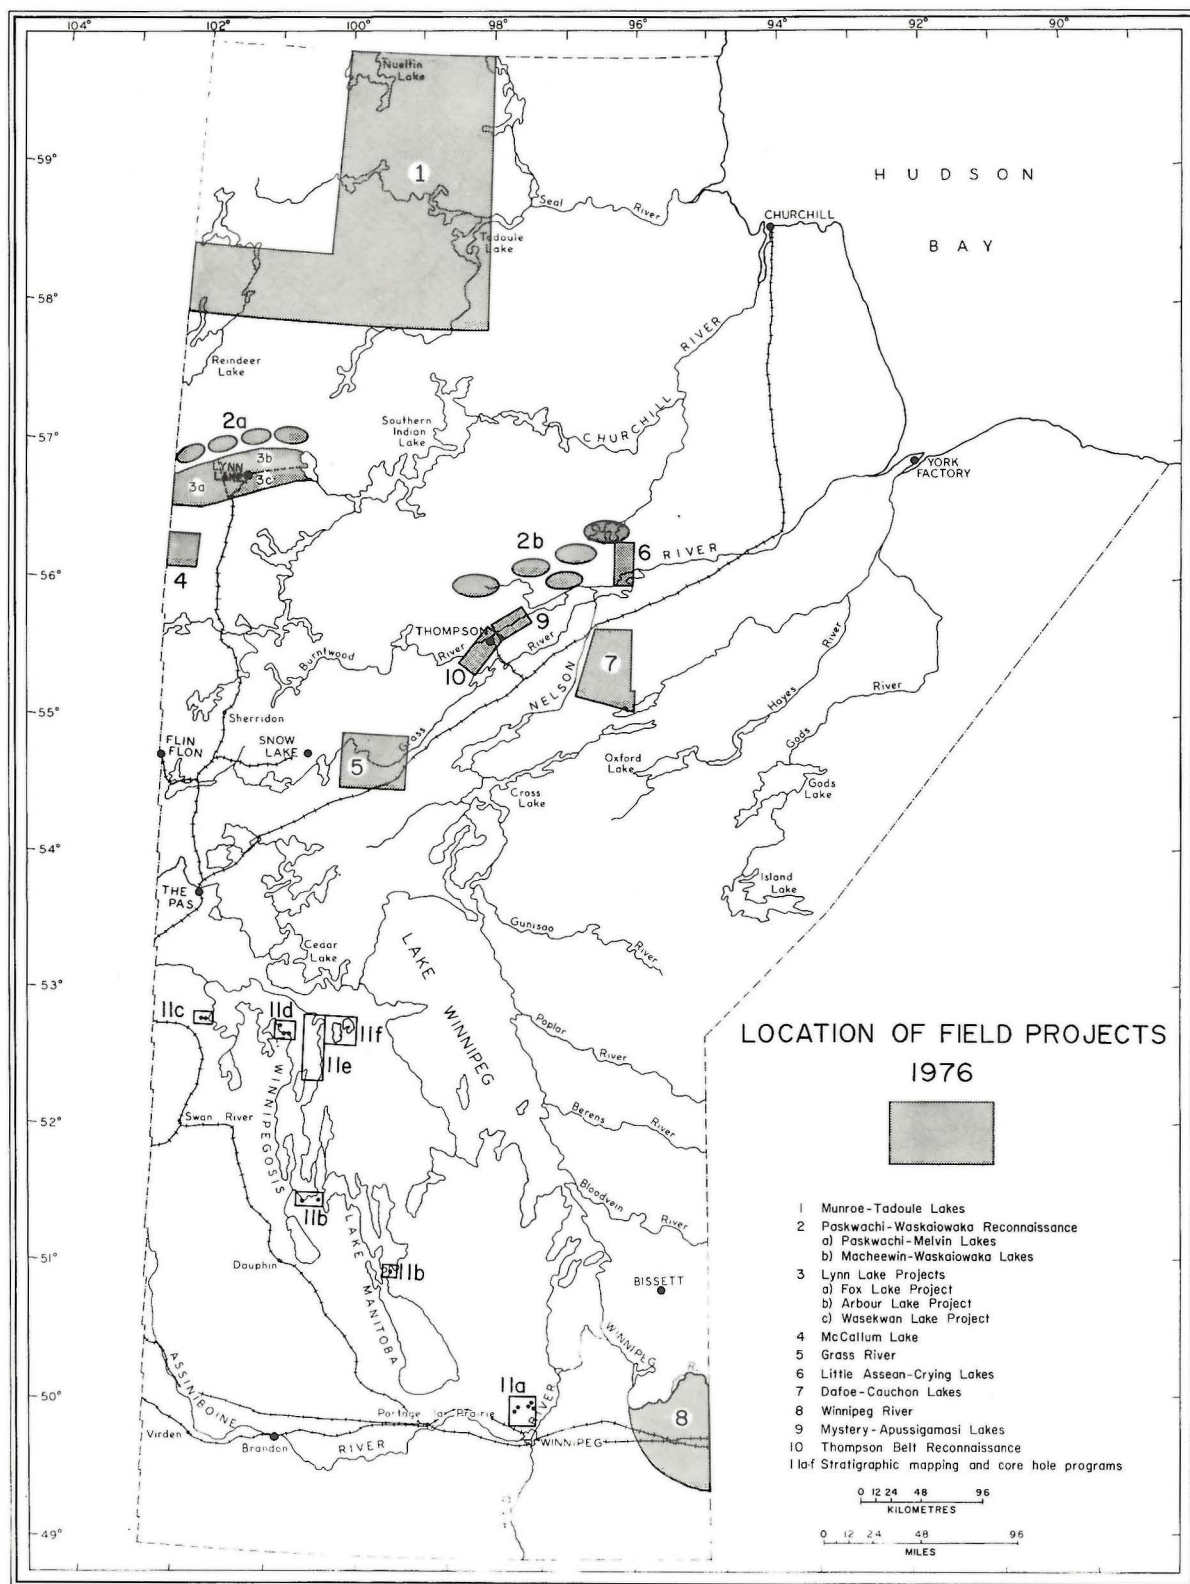 104° 102° 100° 98° 96° 94° 92° 90°
Nueltin
Lake
59°
1
HUDSON
Seal River
CHURCHILL
Tadoule
Lake
BAY
58°
RIVER
Reindeer
Lake
2a
Southern
Indian
Lake
57°
CHURCHILL
3b
LYNN
LAKE
3c
3a
YORK
FACTORY
2b
6
RIVER
4
56°
9
THOMPSON
River
River
Burntwood
10
7
NELSON
River
Hayes
River
55°
Sherridon
Grass
Gods
FLIN
FLON
SNOW
LAKE
5
Oxford
Lake
Cross
Lake
Gods
Lake
54°
THE
PAS
Island
Lake
Gunisao
River
Cedar
Lake
LAKE
WINNIPEG
53°
11c
11d
11f
11e
Poplar
River
LOCATION OF FIELD PROJECTS
1976
WINNIPEGOSIS
52°
Swan River
Berens
River
11b
Bloodvein
River
LAKE
MANITOBA
51°
Dauphin
11b
BISSETT
WINNIPEG
R.
ASSINIBOINE
50°
11a
RIVER
Portage la Prairie
8
Virden
Brandon
RIVER
WINNIPEG
49°
1 Munroe-Tadoule Lakes
2 Paskwachi-Waskaiowaka Reconnaissance
a) Paskwachi-Melvin Lakes
b) Macheewin-Waskaiowaka Lakes
3 Lynn Lake Projects
a) Fox Lake Project
b) Arbour Lake Project
c) Wasekwan Lake Project
4 McCallum Lake
5 Grass River
6 Little Assean-Crying Lakes
7 Dafoe-Cauchon Lakes
8 Winnipeg River
9 Mystery-Apussigamasi Lakes
10 Thompson Belt Reconnaissance
11a-f Stratigraphic mapping and core hole programs
0 12 24 48 96
KILOMETRES
0 12 24 48 96
MILES